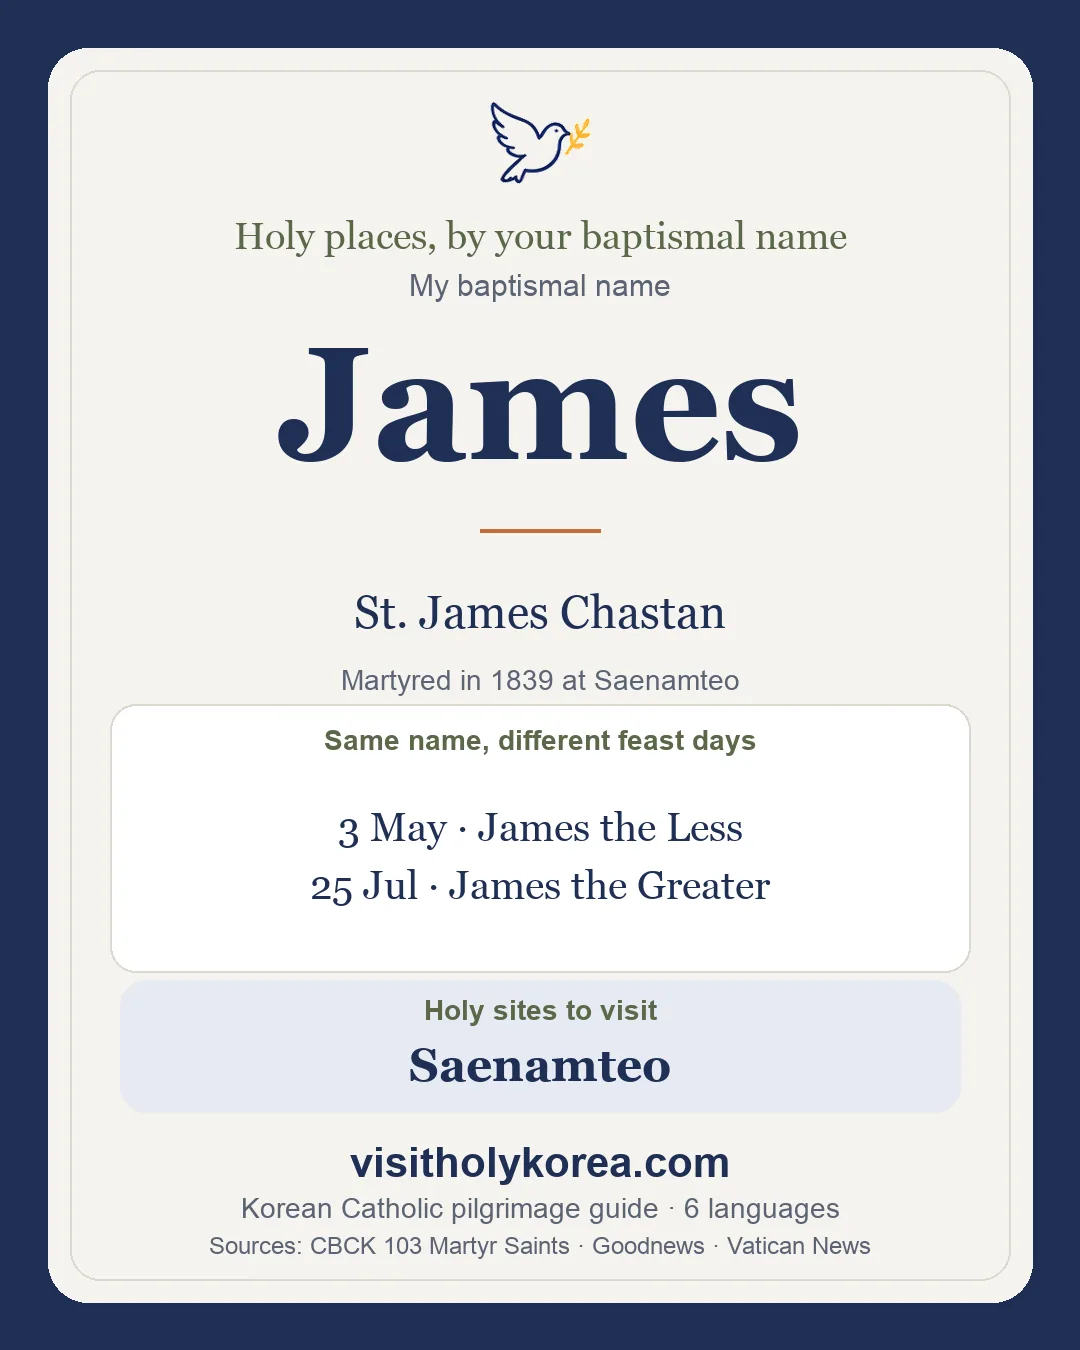 Holy places, by your baptismal name
My baptismal name
James
St. James Chastan
Martyred in 1839 at Saenamteo
Same name, different feast days
3 May · James the Less
25 Jul · James the Greater
Holy sites to visit
Saenamteo
visitholykorea.com
Korean Catholic pilgrimage guide · 6 languages
Sources: CBCK 103 Martyr Saints · Goodnews · Vatican News